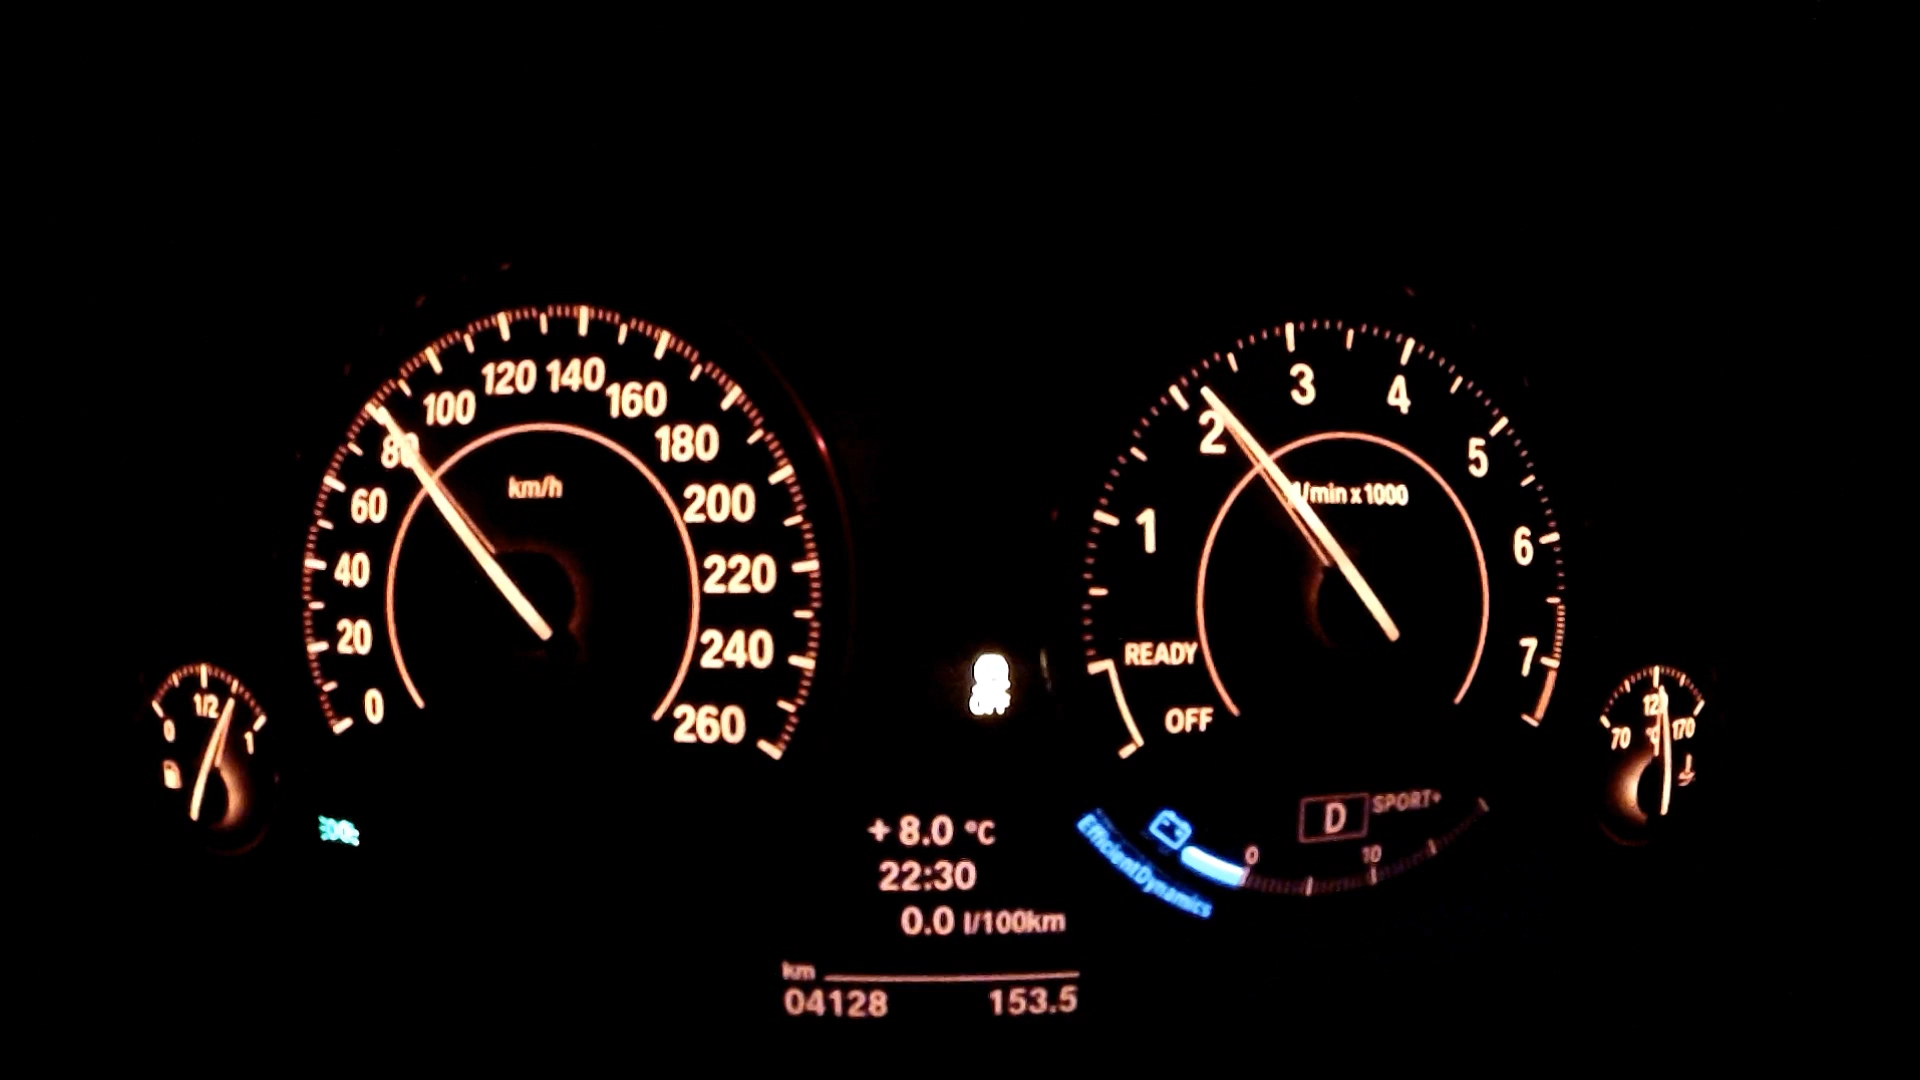 0
20
40
60
80
100
120
140
160
180
200
220
240
260
km/h
0
1/2
1
+ 8.0 °C
22:30
0.0 l/100km
km
04128 153.5
OFF
OFF
READY
1
2
3
4
5
6
7
1/min x 1000
D SPORT+
0 10
EfficientDynamics
70
°C
170